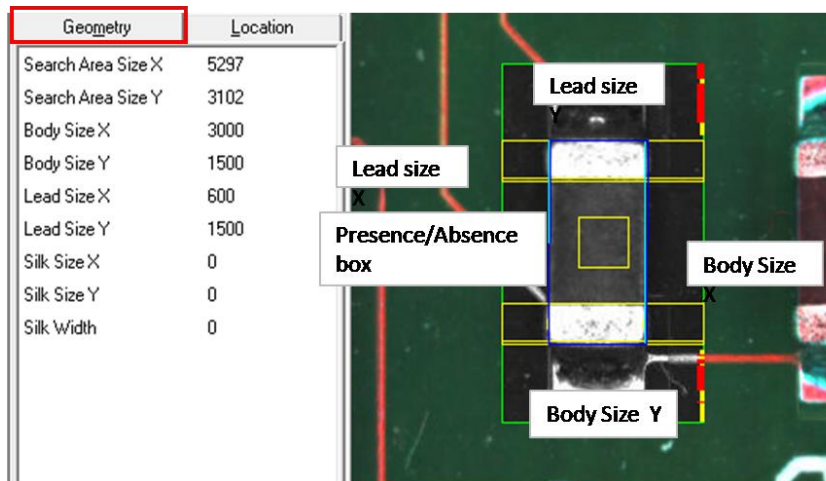 Geometry Location
Search Area Size X 5297
Search Area Size Y 3102
Body Size X 3000
Body Size Y 1500
Lead Size X 600
Lead Size Y 1500
Silk Size X 0
Silk Size Y 0
Silk Width 0
Lead size
Y
Lead size
X
Presence/Absence
box
Body Size
X
Body Size Y